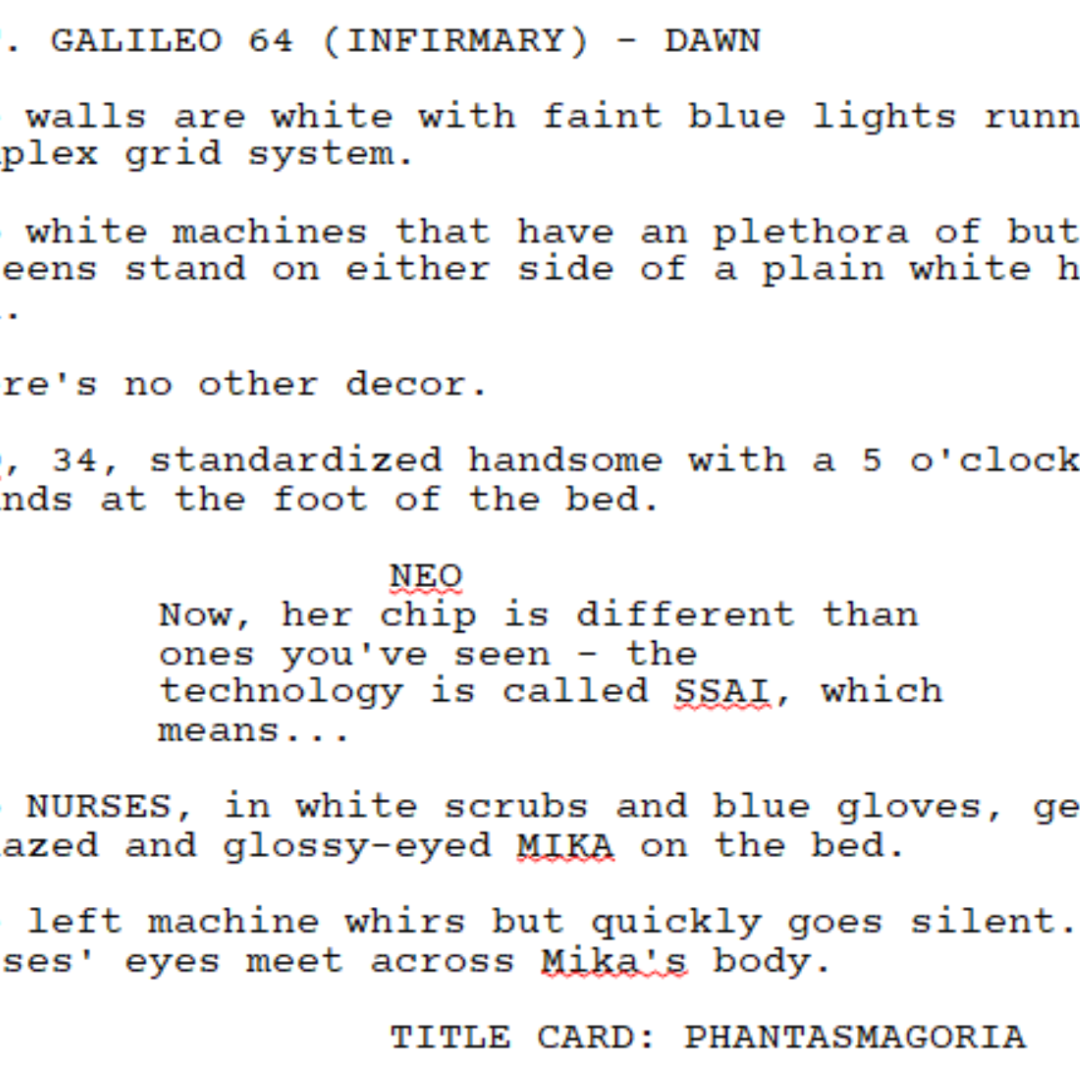 . GALILEO 64 (INFIRMARY) - DAWN
walls are white with faint blue lights runn
plex grid system.
white machines that have an plethora of but
eens stand on either side of a plain white h
.
re's no other decor.
, 34, standardized handsome with a 5 o'clock
nds at the foot of the bed.
NEO
Now, her chip is different than
ones you've seen - the
technology is called SSAI, which
means...
NURSES, in white scrubs and blue gloves, ge
azed and glossy-eyed MIKA on the bed.
left machine whirs but quickly goes silent.
ses' eyes meet across Mika's body.
TITLE CARD: PHANTASMAGORIA